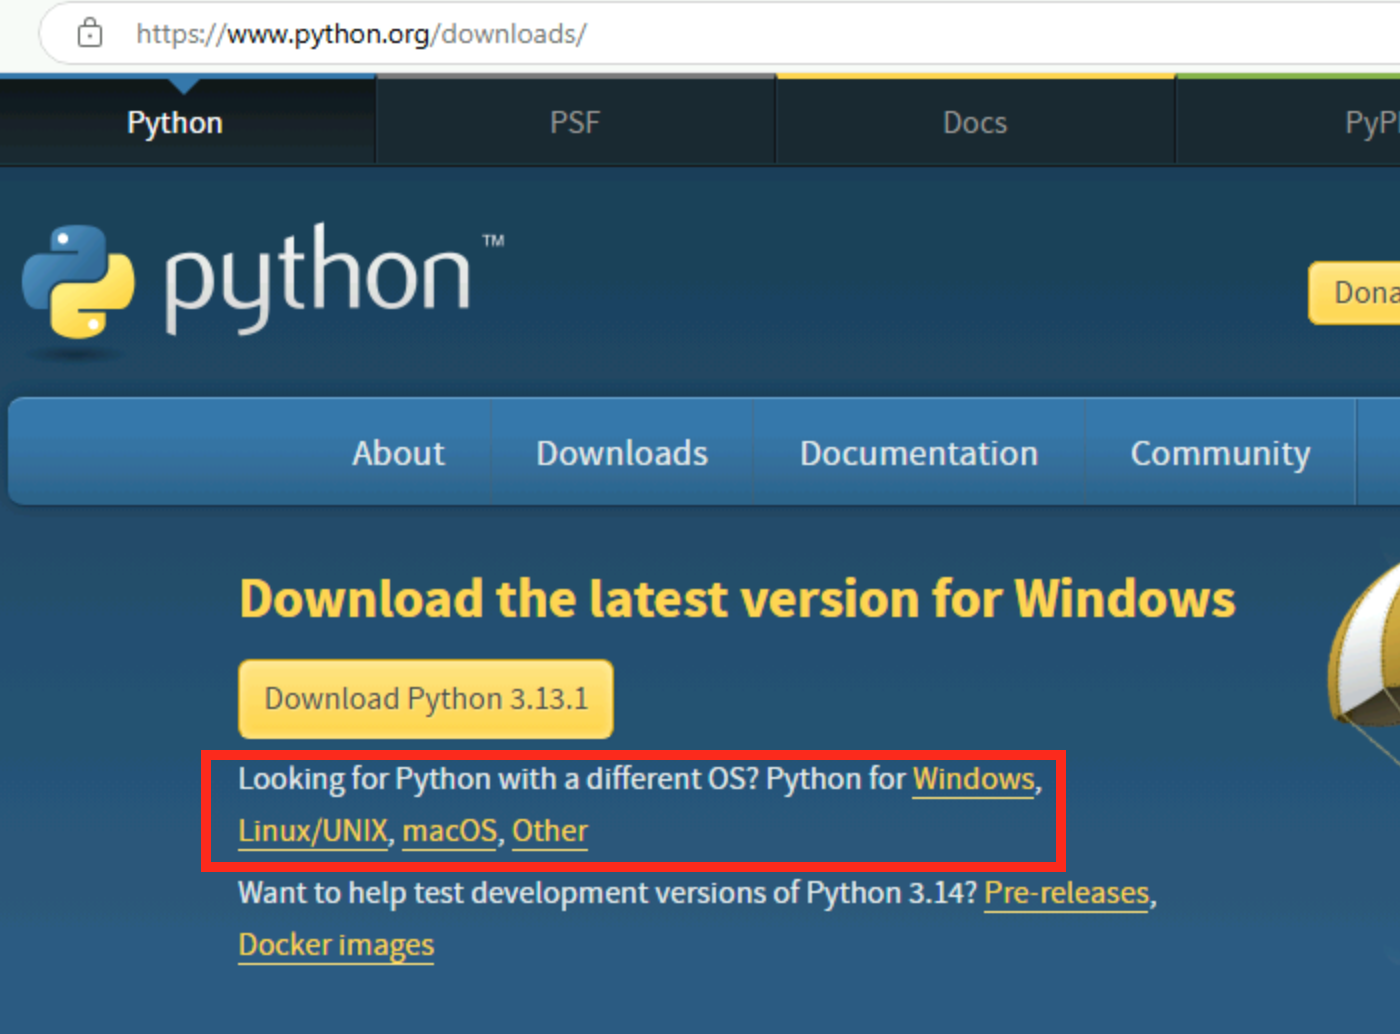 https://www.python.org/downloads/
Python
PSF
Docs
PyP
python™
Dona
About
Downloads
Documentation
Community
Download the latest version for Windows
Download Python 3.13.1
Looking for Python with a different OS? Python for Windows,
Linux/UNIX, macOS, Other
Want to help test development versions of Python 3.14? Pre-releases,
Docker images